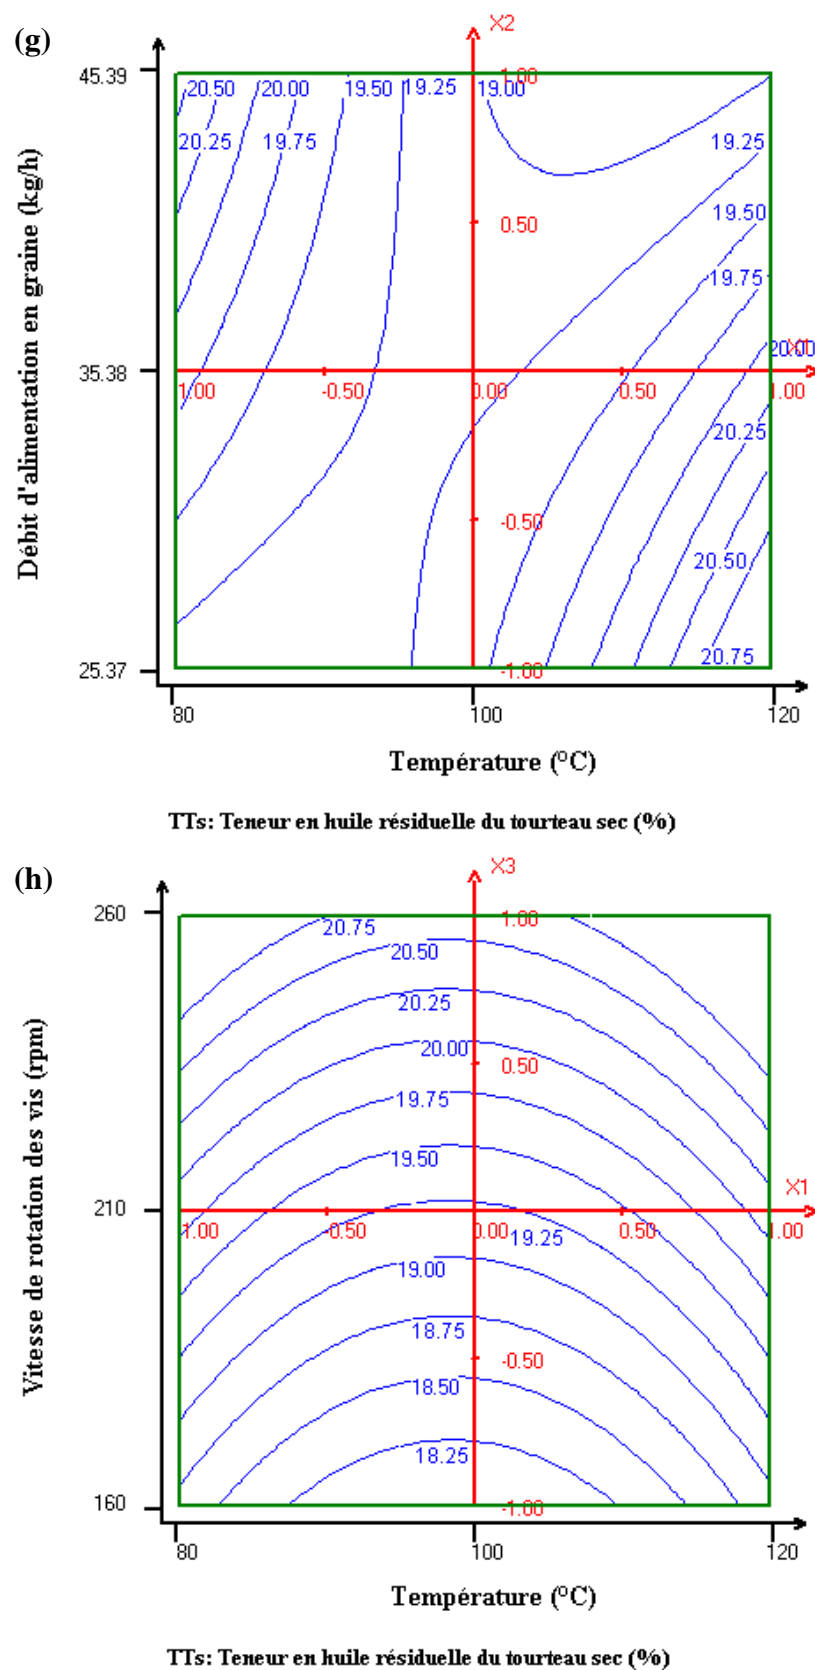 (g)
X2
45.39
1.00
20.50 20.00 19.50 19.25 19.00
20.25 19.75 19.25
19.50
0.50
19.75
20.00 X1
35.38
1.00 -0.50 0.00 0.50 1.00
20.25
-0.50
20.50
20.75
25.37
-1.00
80 100 120
Débit d'alimentation en graine (kg/h)
Température (°C)
TTs: Teneur en huile résiduelle du tourteau sec (%)
(h)
X3
260
1.00
20.75
20.50
20.25
20.00
0.50
19.75
19.50
X1
210
1.00 -0.50 0.00 0.50 1.00
19.25
19.00
18.75
-0.50
18.50
18.25
160
-1.00
80 100 120
Vitesse de rotation des vis (rpm)
Température (°C)
TTs: Teneur en huile résiduelle du tourteau sec (%)